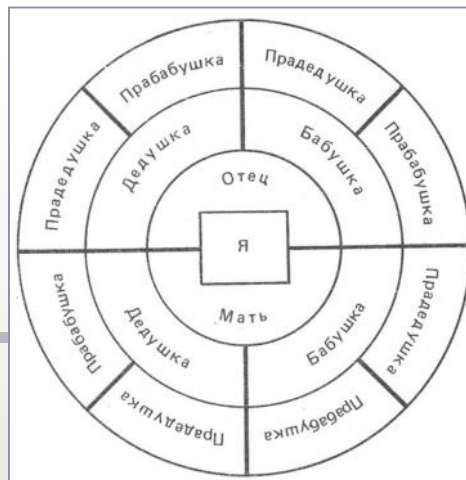 Прадедушка
Прабабушка
Прадедушка
Прабабушка
Дедушка
Бабушка
Отец
Я
Мать
Дедушка
Бабушка
Прабабушка
Прадедушка
Прабабушка
Прадедушка